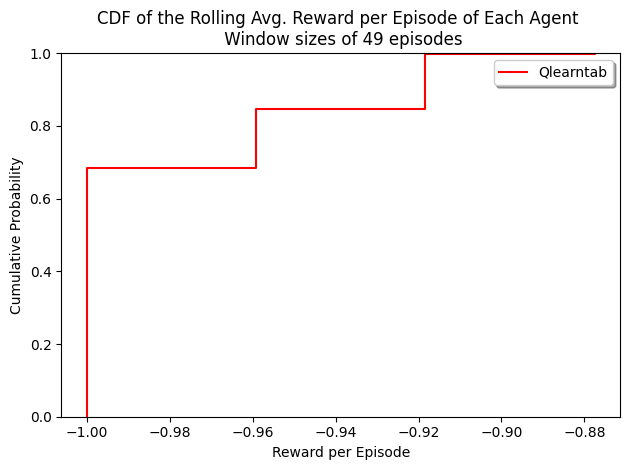 CDF of the Rolling Avg. Reward per Episode of Each Agent
Window sizes of 49 episodes
Qlearntab
Cumulative Probability
1.0
0.8
0.6
0.4
0.2
0.0
−1.00 −0.98 −0.96 −0.94 −0.92 −0.90 −0.88
Reward per Episode